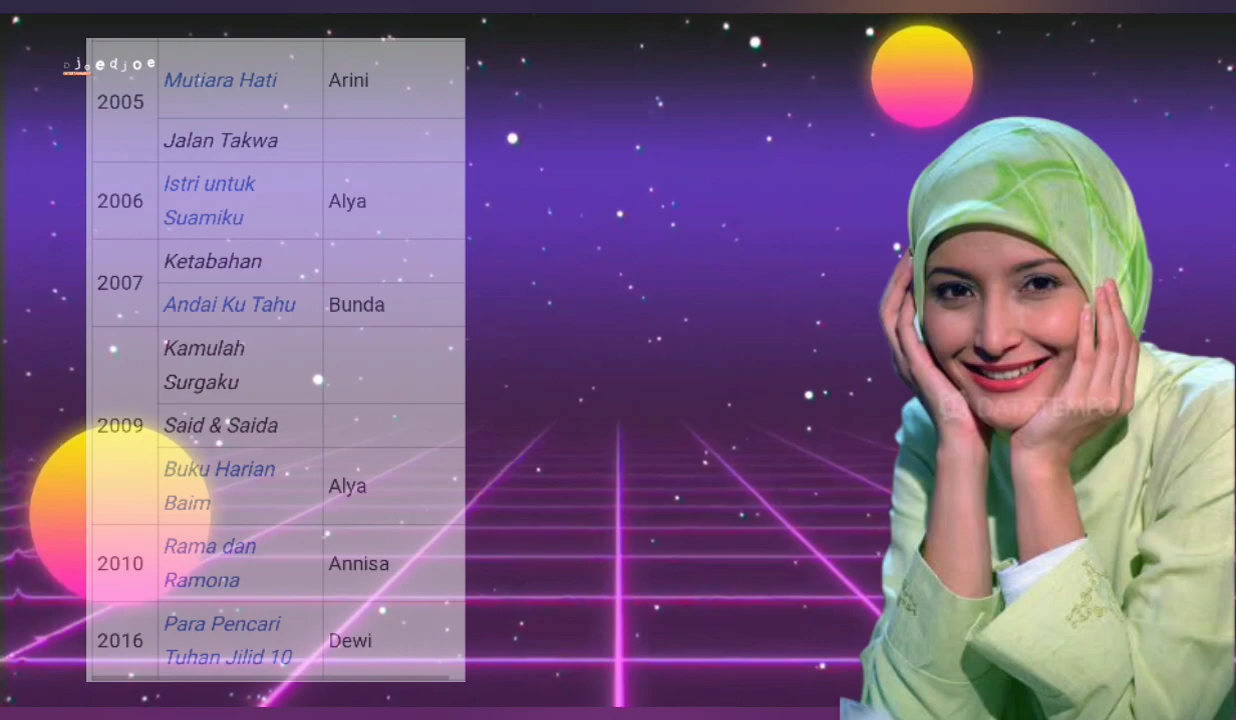 Djoedjoe
2005
Mutiara Hati
Arini
Jalan Takwa
2006
Istri untuk
Suamiku
Alya
2007
Ketabahan
Andai Ku Tahu
Bunda
2009
Kamulah
Surgaku
Said & Saida
Buku Harian
Baim
Alya
2010
Rama dan
Ramona
Annisa
2016
Para Pencari
Tuhan Jilid 10
Dewi
TEMPO